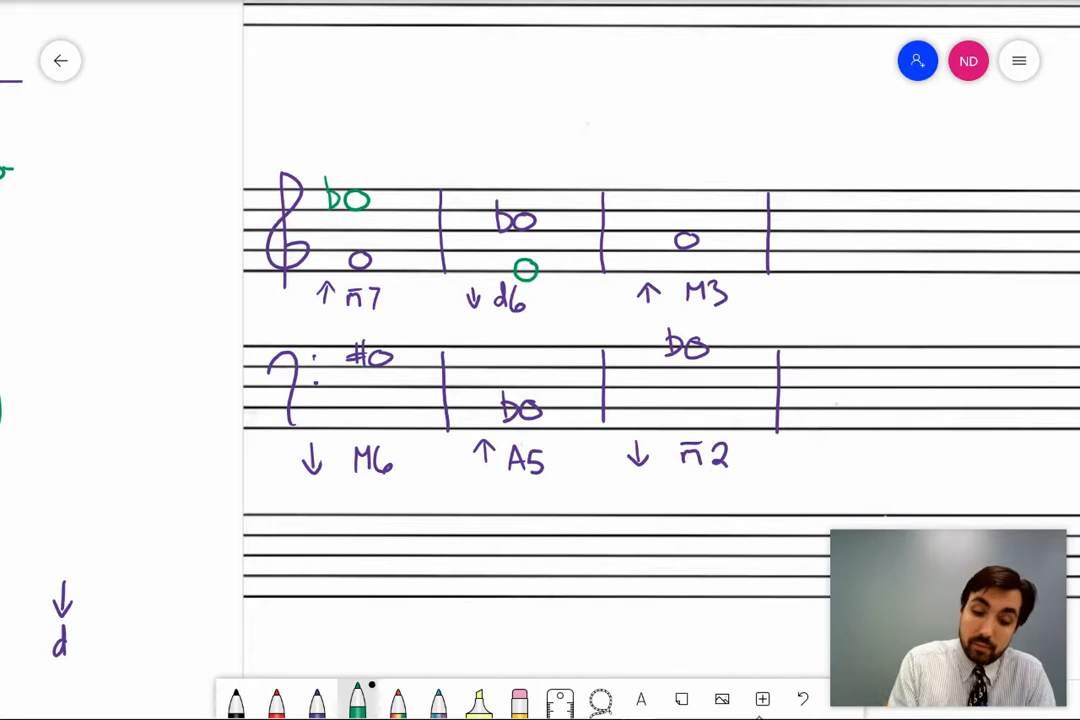 ND
↑ m7 ↓ d6 ↑ M3
↓ M6 ↑ A5 ↓ m2
↓
d
A